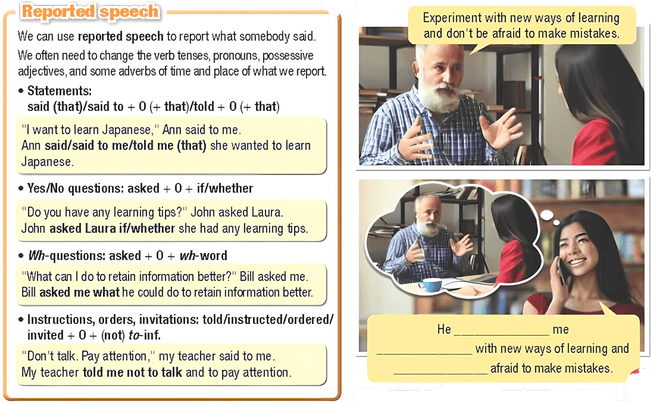 Reported speech
We can use reported speech to report what somebody said.
We often need to change the verb tenses, pronouns, possessive
adjectives, and some adverbs of time and place of what we report.
• Statements:
said (that)/said to + O (+ that)/told + O (+ that)
"I want to learn Japanese," Ann said to me.
Ann said/said to me/told me (that) she wanted to learn
Japanese.
• Yes/No questions: asked + O + if/whether
"Do you have any learning tips?" John asked Laura.
John asked Laura if/whether she had any learning tips.
• Wh-questions: asked + O + wh-word
"What can I do to retain information better?" Bill asked me.
Bill asked me what he could do to retain information better.
• Instructions, orders, invitations: told/instructed/ordered/
invited + O + (not) to-inf.
"Don't talk. Pay attention," my teacher said to me.
My teacher told me not to talk and to pay attention.
Experiment with new ways of learning
and don't be afraid to make mistakes.
He ______________ me
______________ with new ways of learning and
______________ afraid to make mistakes.